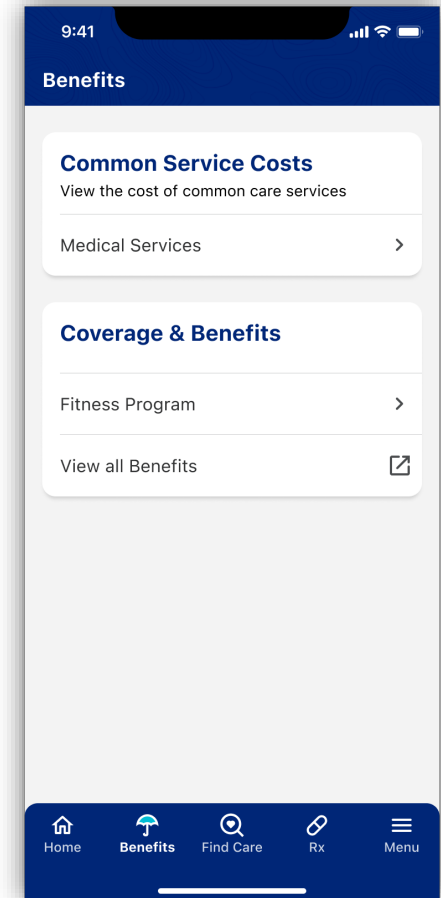 9:41
Benefits
Common Service Costs
View the cost of common care services
Medical Services
Coverage & Benefits
Fitness Program
View all Benefits
Home
Benefits
Find Care
Rx
Menu